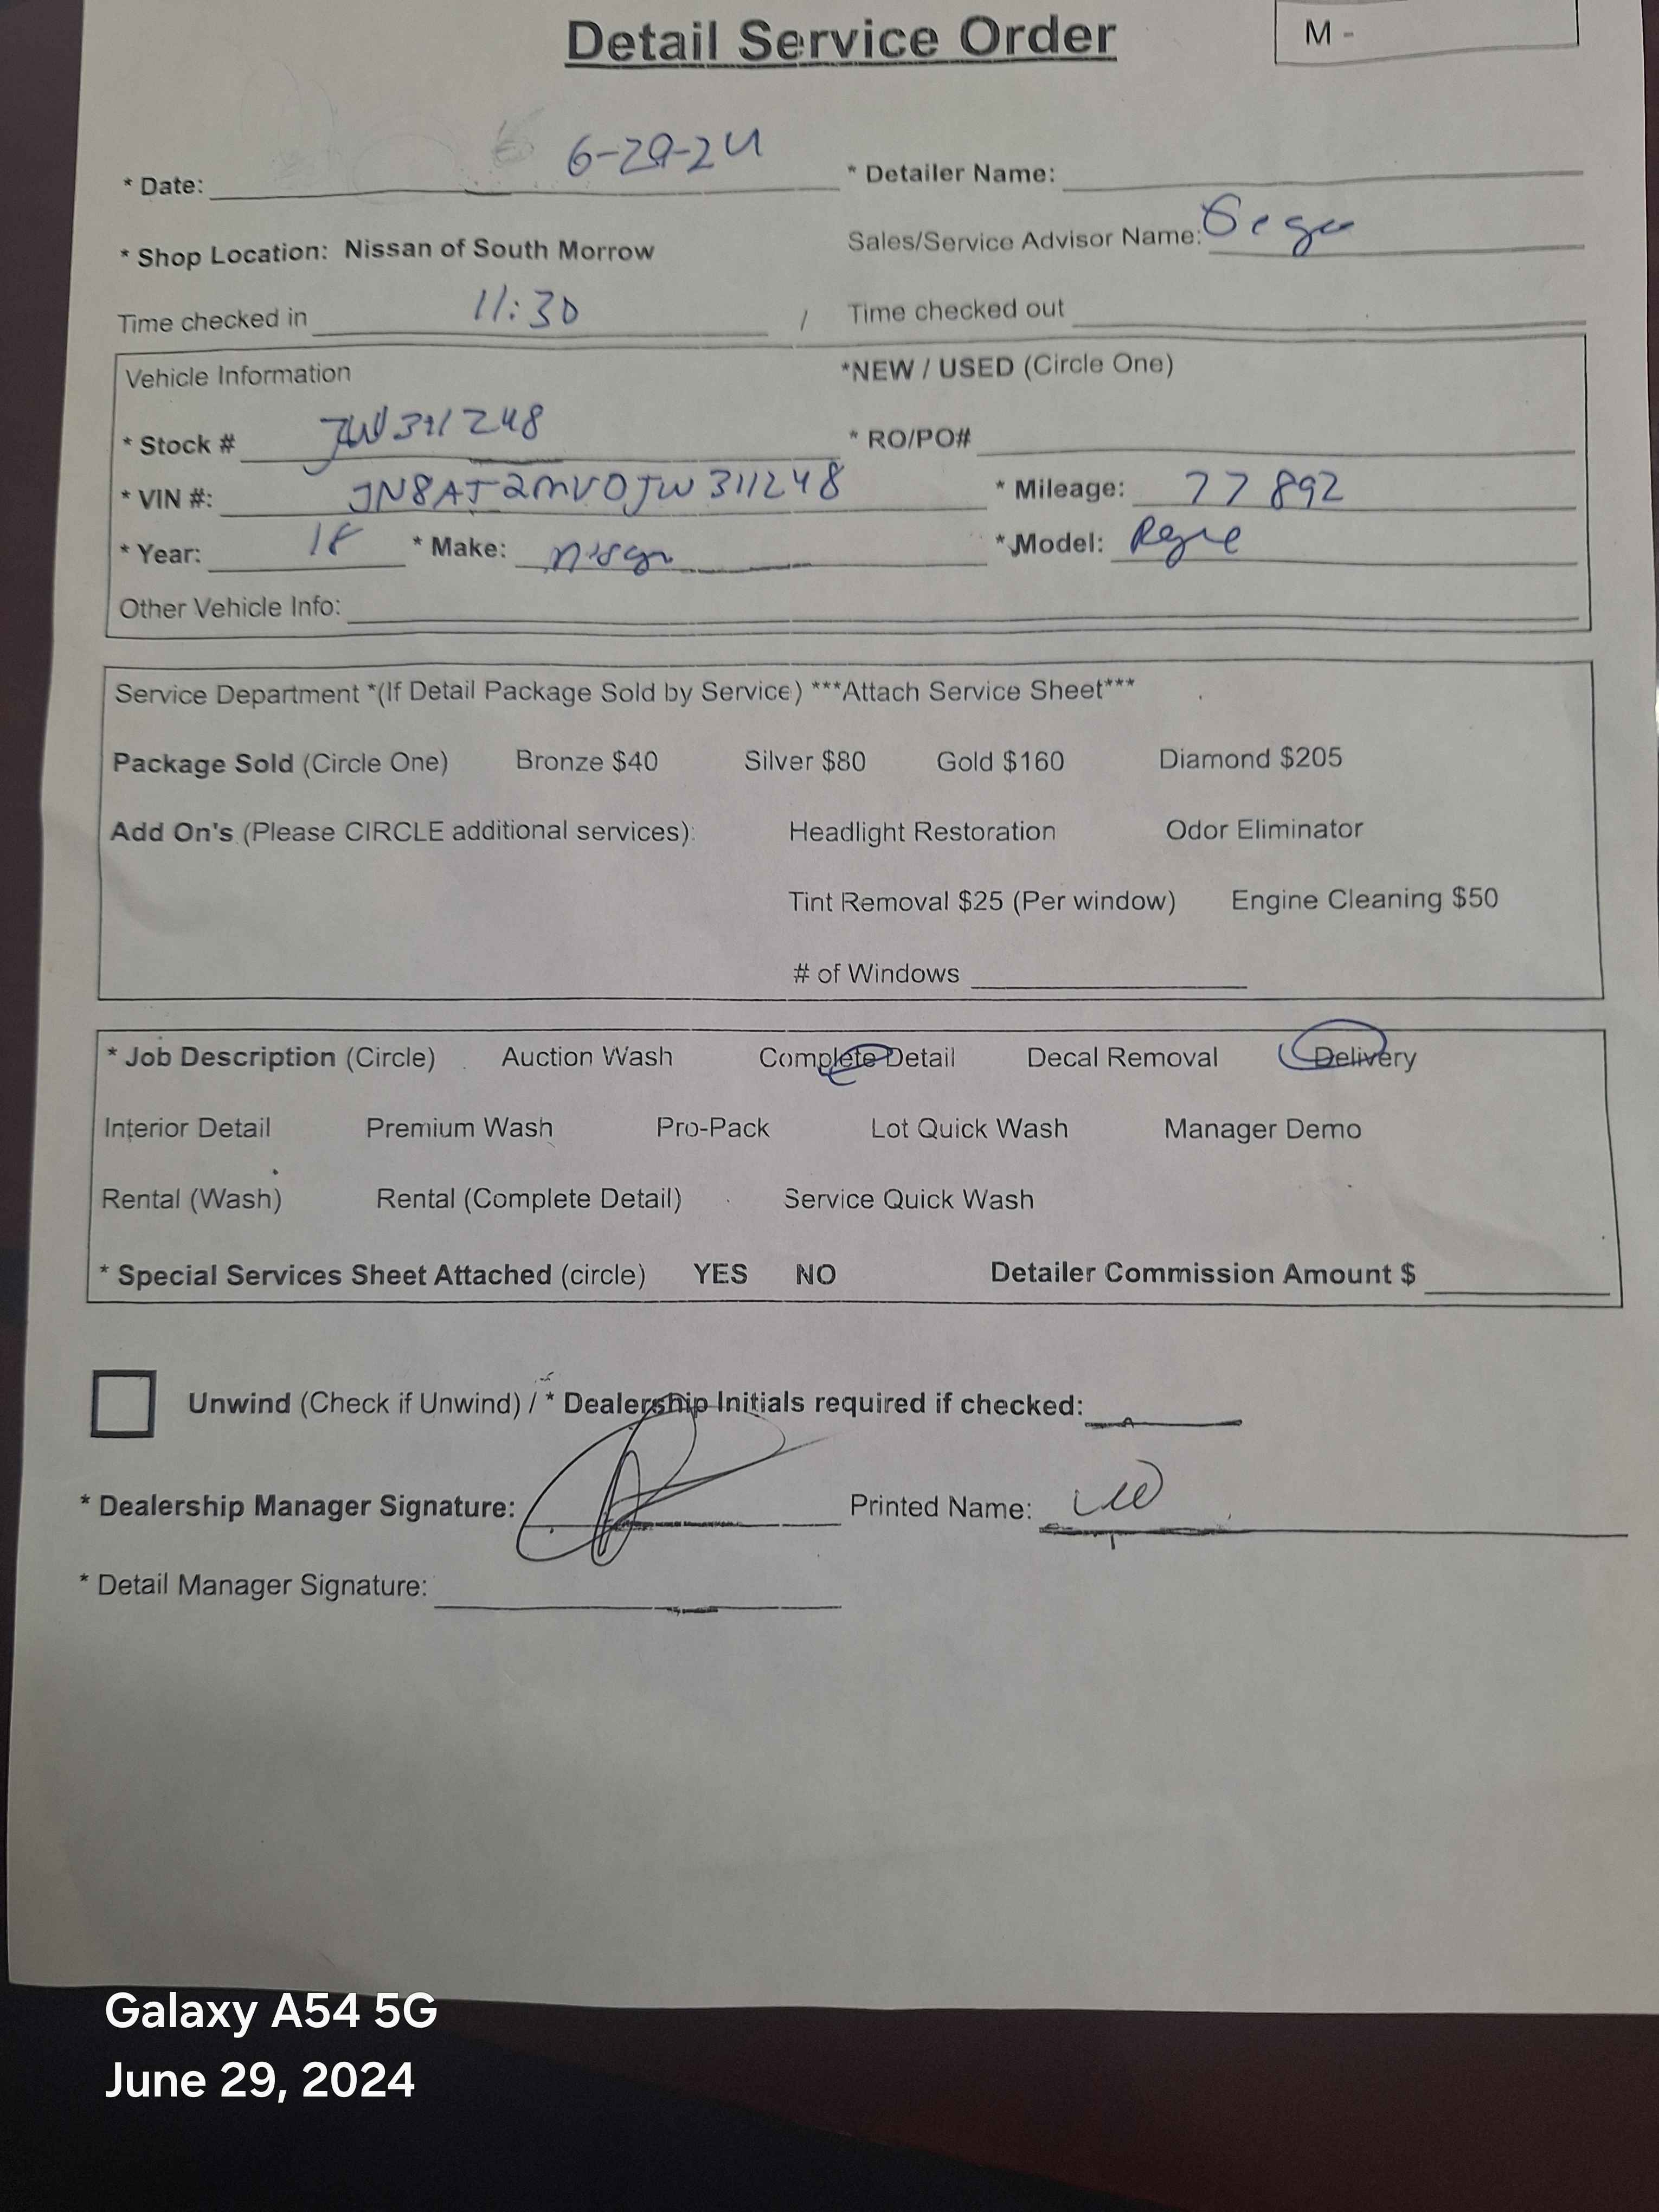 Detail Service Order
M -
* Date: 6-29-24 * Detailer Name:
* Shop Location: Nissan of South Morrow Sales/Service Advisor Name:
Time checked in 11:30 / Time checked out
Vehicle Information *NEW / USED (Circle One)
* Stock # JW311248 * RO/PO#
* VIN #: JN8AT2MV0JW311248 * Mileage: 77892
* Year: 18 * Make: Nissan * Model: Rogue
Other Vehicle Info:
Service Department *(If Detail Package Sold by Service) ***Attach Service Sheet***
Package Sold (Circle One) Bronze $40 Silver $80 Gold $160 Diamond $205
Add On's (Please CIRCLE additional services): Headlight Restoration Odor Eliminator
Tint Removal $25 (Per window) Engine Cleaning $50
# of Windows
* Job Description (Circle) Auction Wash Complete Detail Decal Removal Delivery
Interior Detail Premium Wash Pro-Pack Lot Quick Wash Manager Demo
Rental (Wash) Rental (Complete Detail) Service Quick Wash
* Special Services Sheet Attached (circle) YES NO Detailer Commission Amount $
Unwind (Check if Unwind) / * Dealership Initials required if checked:
* Dealership Manager Signature: Printed Name:
* Detail Manager Signature:
Galaxy A54 5G
June 29, 2024